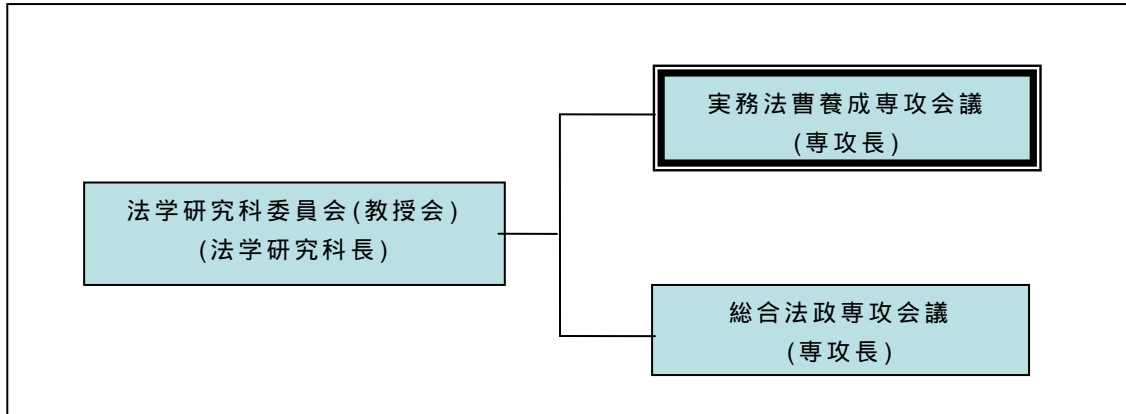 実務法曹養成専攻会議
(専攻長)
法学研究科委員会(教授会)
(法学研究科長)
総合法政専攻会議
(専攻長)